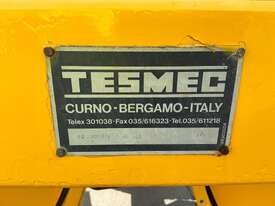 TESMEC
CURNO-BERGAMO-ITALY
Telex 301036-Fax 035/616323-Tel.035/611218